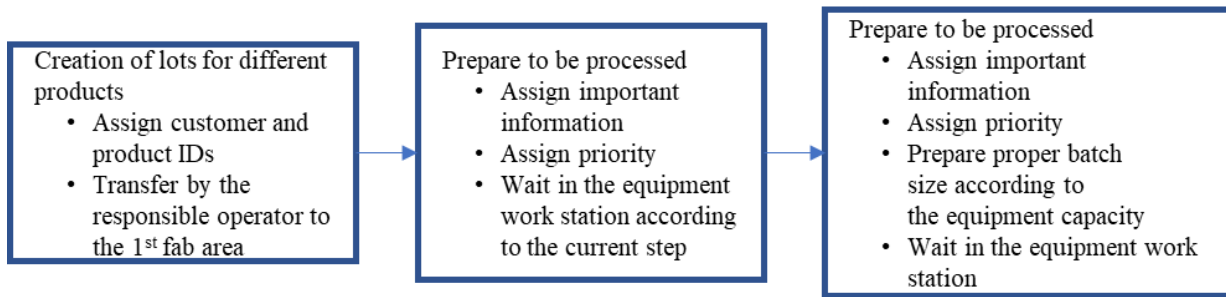 Creation of lots for different
products
• Assign customer and
product IDs
• Transfer by the
responsible operator to
the 1st fab area
Prepare to be processed
• Assign important
information
• Assign priority
• Wait in the equipment
work station according
to the current step
Prepare to be processed
• Assign important
information
• Assign priority
• Prepare proper batch
size according to
the equipment capacity
• Wait in the equipment work
station